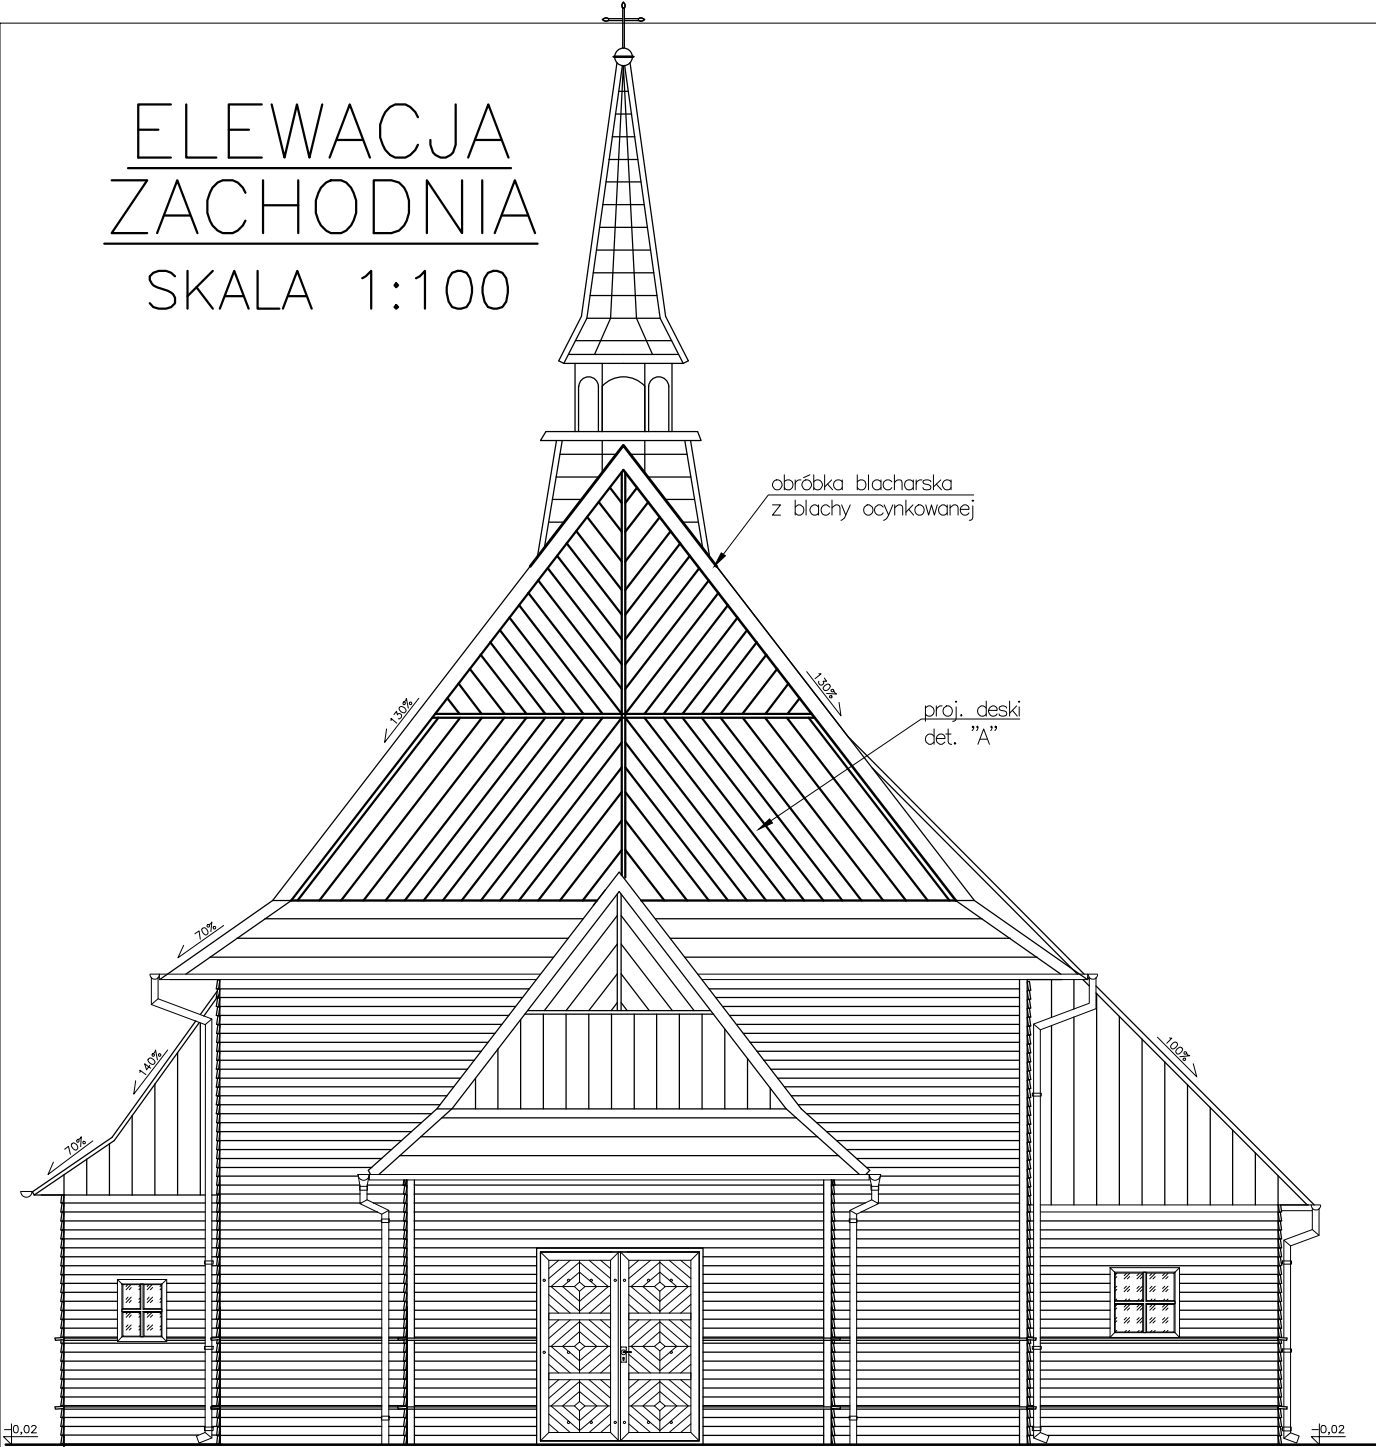 ELEWACJA
ZACHODNIA
SKALA 1:100
obróbka blacharska
z blachy ocynkowanej
130%
130%
proj. deski
det. "A"
70%
140%
100%
70%
-0,02
-0,02